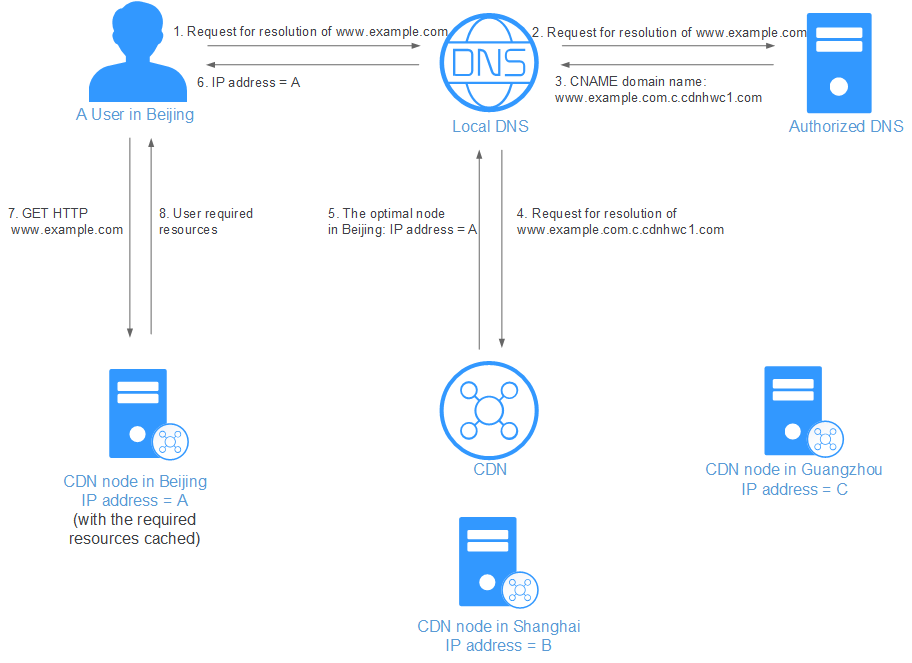 1. Request for resolution of www.example.com
2. Request for resolution of www.example.com
DNS
6. IP address = A
3. CNAME domain name:
www.example.com.c.cdnhwc1.com
A User in Beijing
Local DNS
Authorized DNS
7. GET HTTP
www.example.com
8. User required
resources
5. The optimal node
in Beijing: IP address = A
4. Request for resolution of
www.example.com.c.cdnhwc1.com
CDN node in Beijing
IP address = A
(with the required
resources cached)
CDN
CDN node in Guangzhou
IP address = C
CDN node in Shanghai
IP address = B